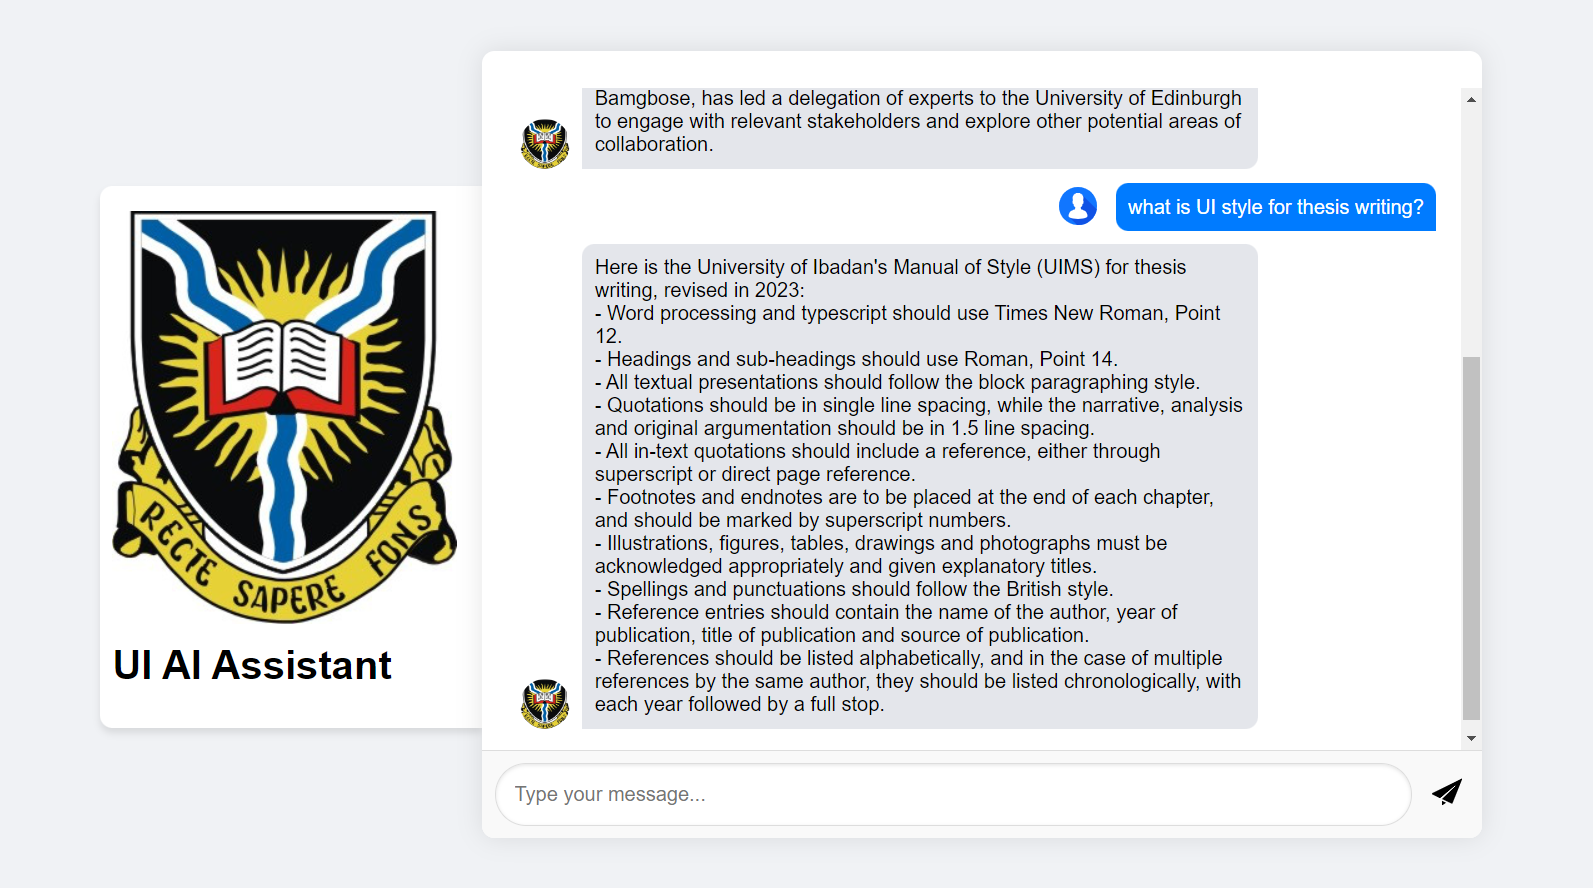 Bamgbose, has led a delegation of experts to the University of Edinburgh
to engage with relevant stakeholders and explore other potential areas of
collaboration.
what is UI style for thesis writing?
Here is the University of Ibadan's Manual of Style (UIMS) for thesis
writing, revised in 2023:
- Word processing and typescript should use Times New Roman, Point
12.
- Headings and sub-headings should use Roman, Point 14.
- All textual presentations should follow the block paragraphing style.
- Quotations should be in single line spacing, while the narrative, analysis
and original argumentation should be in 1.5 line spacing.
- All in-text quotations should include a reference, either through
superscript or direct page reference.
- Footnotes and endnotes are to be placed at the end of each chapter,
and should be marked by superscript numbers.
- Illustrations, figures, tables, drawings and photographs must be
acknowledged appropriately and given explanatory titles.
- Spellings and punctuations should follow the British style.
- Reference entries should contain the name of the author, year of
publication, title of publication and source of publication.
- References should be listed alphabetically, and in the case of multiple
references by the same author, they should be listed chronologically, with
each year followed by a full stop.
RECTE SAPERE FONS
UI AI Assistant
Type your message...